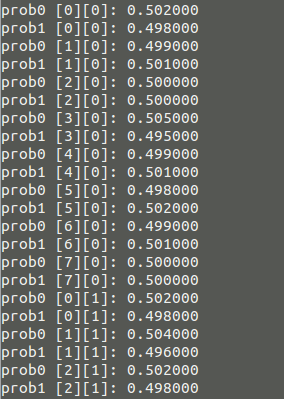 prob0 [0][0]: 0.502000
prob1 [0][0]: 0.498000
prob0 [1][0]: 0.499000
prob1 [1][0]: 0.501000
prob0 [2][0]: 0.500000
prob1 [2][0]: 0.500000
prob0 [3][0]: 0.505000
prob1 [3][0]: 0.495000
prob0 [4][0]: 0.499000
prob1 [4][0]: 0.501000
prob0 [5][0]: 0.498000
prob1 [5][0]: 0.502000
prob0 [6][0]: 0.499000
prob1 [6][0]: 0.501000
prob0 [7][0]: 0.500000
prob1 [7][0]: 0.500000
prob0 [0][1]: 0.502000
prob1 [0][1]: 0.498000
prob0 [1][1]: 0.504000
prob1 [1][1]: 0.496000
prob0 [2][1]: 0.502000
prob1 [2][1]: 0.498000